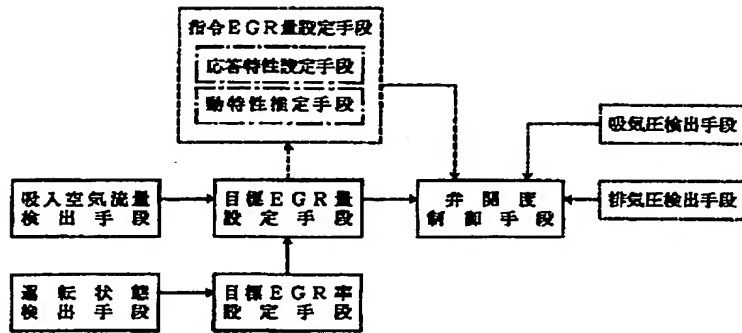 指令EGR量設定手段
応答特性設定手段
動特性推定手段
吸気圧検出手段
吸入空気流量
検出手段
目標EGR量
設定手段
弁開度
制御手段
排気圧検出手段
運転状態
検出手段
目標EGR率
設定手段